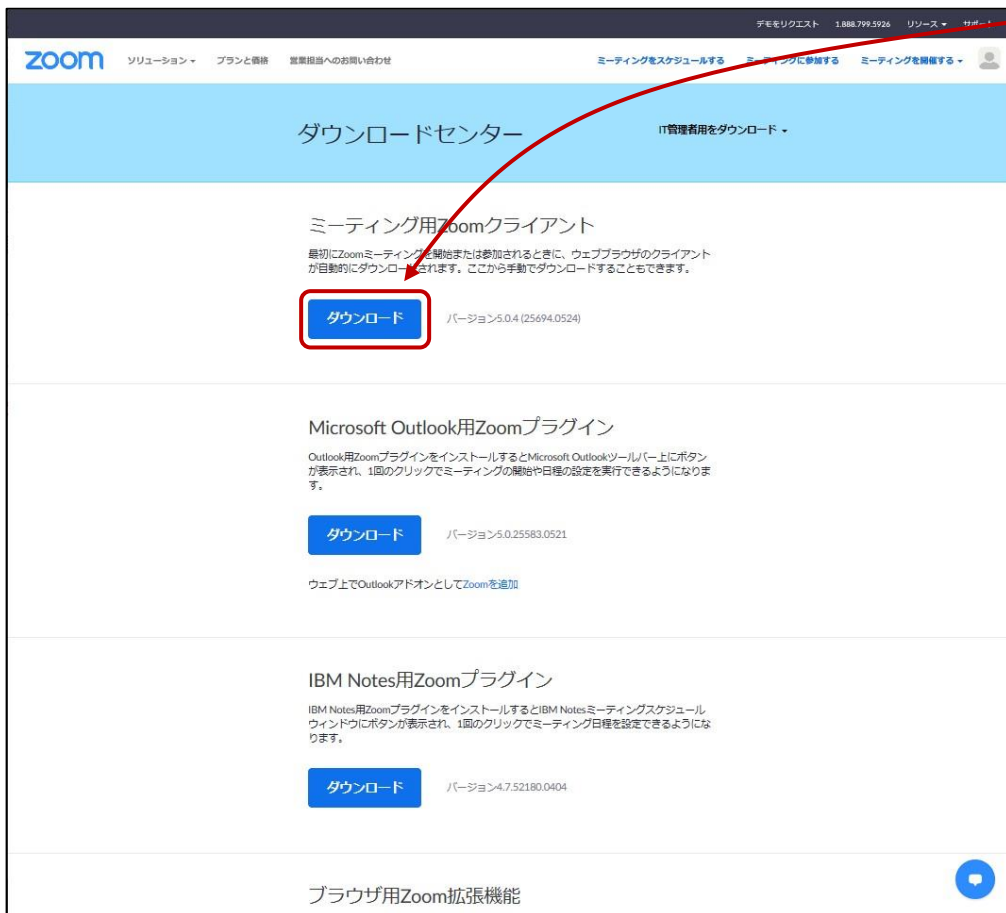 デモをリクエスト 1.888.799.5926 リソース サポート
zoom ソリューション プランと価格 営業担当へのお問い合わせ ミーティングをスケジュールする ミーティングに参加する ミーティングを開催する
ダウンロードセンター IT管理者用をダウンロード
ミーティング用Zoomクライアント
最初にZoomミーティングを開始または参加されるときに、ウェブブラウザのクライアント
が自動的にダウンロードされます。ここから手動でダウンロードすることもできます。
ダウンロード バージョン5.0.4 (25694.0524)
Microsoft Outlook用Zoomプラグイン
Outlook用ZoomプラグインをインストールするとMicrosoft Outlookツールバー上にボタン
が表示され、1回のクリックでミーティングの開始や日程の設定を実行できるようになりま
す。
ダウンロード バージョン5.0.25583.0521
ウェブ上でOutlookアドオンとしてZoomを追加
IBM Notes用Zoomプラグイン
IBM Notes用ZoomプラグインをインストールするとIBM Notesミーティングスケジュール
ウィンドウにボタンが表示され、1回のクリックでミーティング日程を設定できるようにな
ります。
ダウンロード バージョン4.7.52180.0404
ブラウザ用Zoom拡張機能